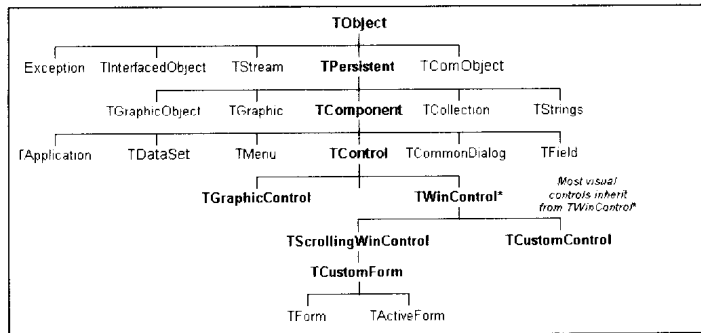 TObject
Exception TInterfacedObject TStream TPersistent TComObject
TGraphicObject TGraphic TComponent TCollection TStrings
TApplication TDataSet TMenu TControl TCommonDialog TField
TGraphicControl TWinControl*
Most visual
controls inherit
from TWinControl*
TScrollingWinControl TCustomControl
TCustomForm
TForm TActiveForm